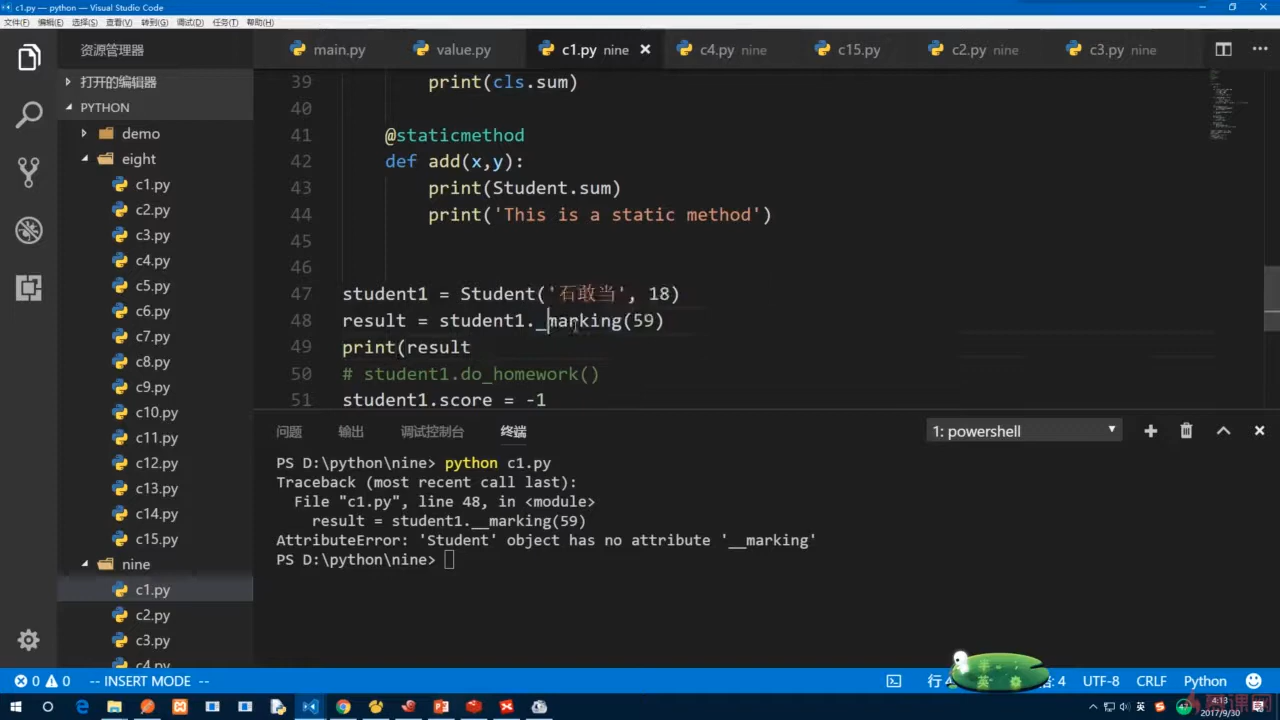 c1.py — python — Visual Studio Code
文件(F) 编辑(E) 选择(S) 查看(V) 转到(G) 调试(D) 任务(T) 帮助(H)
资源管理器
main.py value.py c1.py nine c4.py nine c15.py c2.py nine c3.py nine
打开的编辑器
PYTHON
demo
eight
c1.py
c2.py
c3.py
c4.py
c5.py
c6.py
c7.py
c8.py
c9.py
c10.py
c11.py
c12.py
c13.py
c14.py
c15.py
nine
c1.py
c2.py
c3.py
c4.py
39 print(cls.sum)
40
41 @staticmethod
42 def add(x,y):
43 print(Student.sum)
44 print('This is a static method')
45
46
47 student1 = Student('石敢当', 18)
48 result = student1._marking(59)
49 print(result
50 # student1.do_homework()
51 student1.score = -1
问题 输出 调试控制台 终端
1: powershell
PS D:\python\nine> python c1.py
Traceback (most recent call last):
File "c1.py", line 48, in <module>
result = student1.__marking(59)
AttributeError: 'Student' object has no attribute '__marking'
PS D:\python\nine>
0 0 -- INSERT MODE -- UTF-8 CRLF Python
英 4:13
2017/9/30